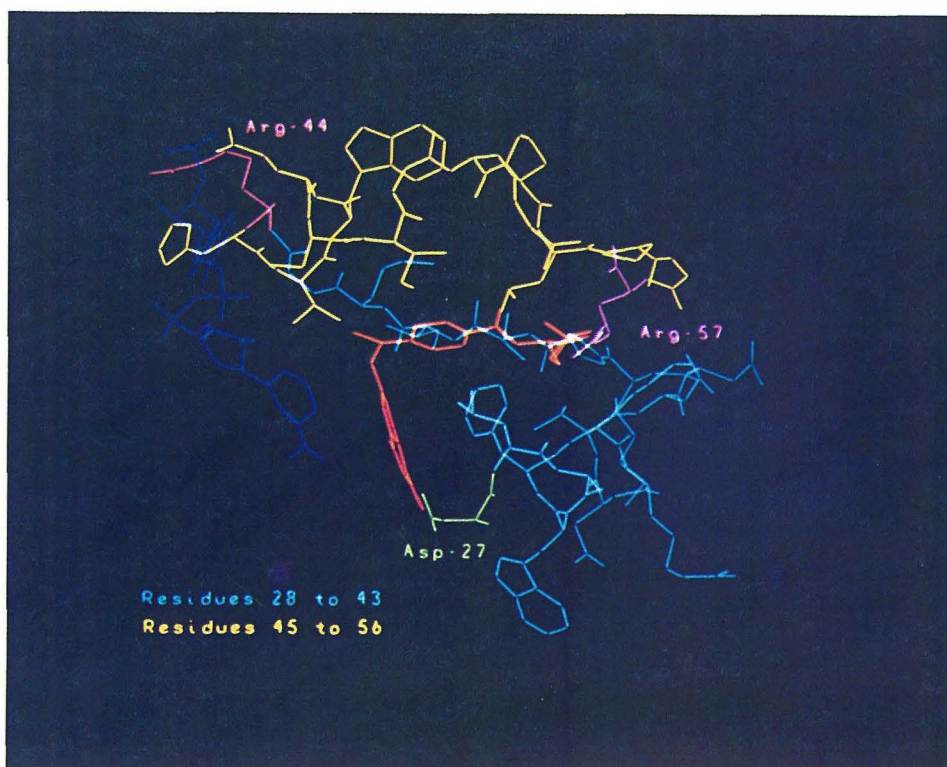 Arg-44
Arg-57
Asp-27
Residues 28 to 43
Residues 45 to 56